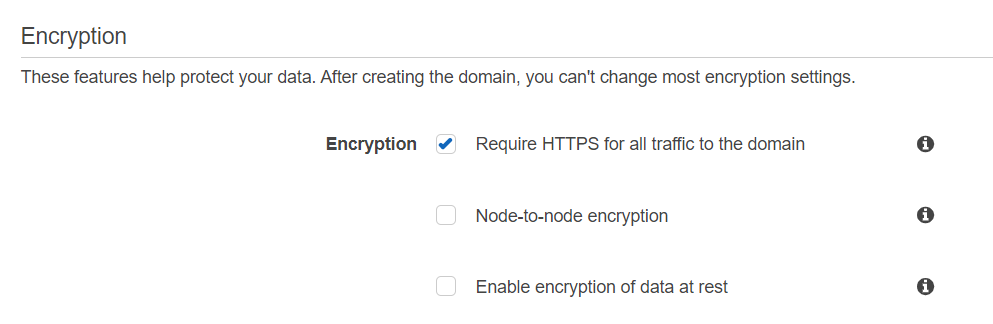 Encryption
These features help protect your data. After creating the domain, you can't change most encryption settings.
Encryption Require HTTPS for all traffic to the domain
Node-to-node encryption
Enable encryption of data at rest